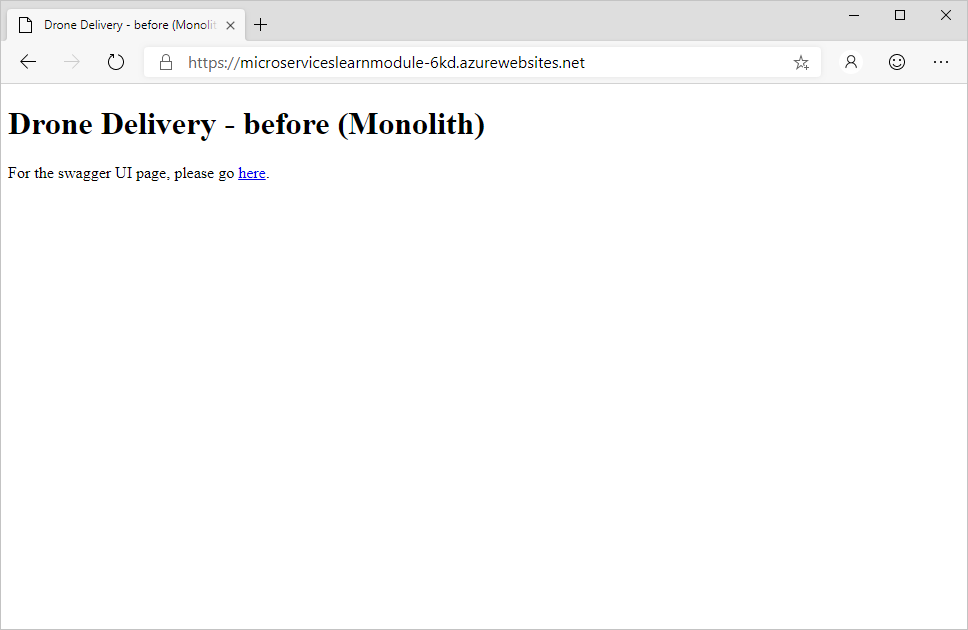 Drone Delivery - before (Monolit
https://microserviceslearnmodule-6kd.azurewebsites.net
Drone Delivery - before (Monolith)
For the swagger UI page, please go here.